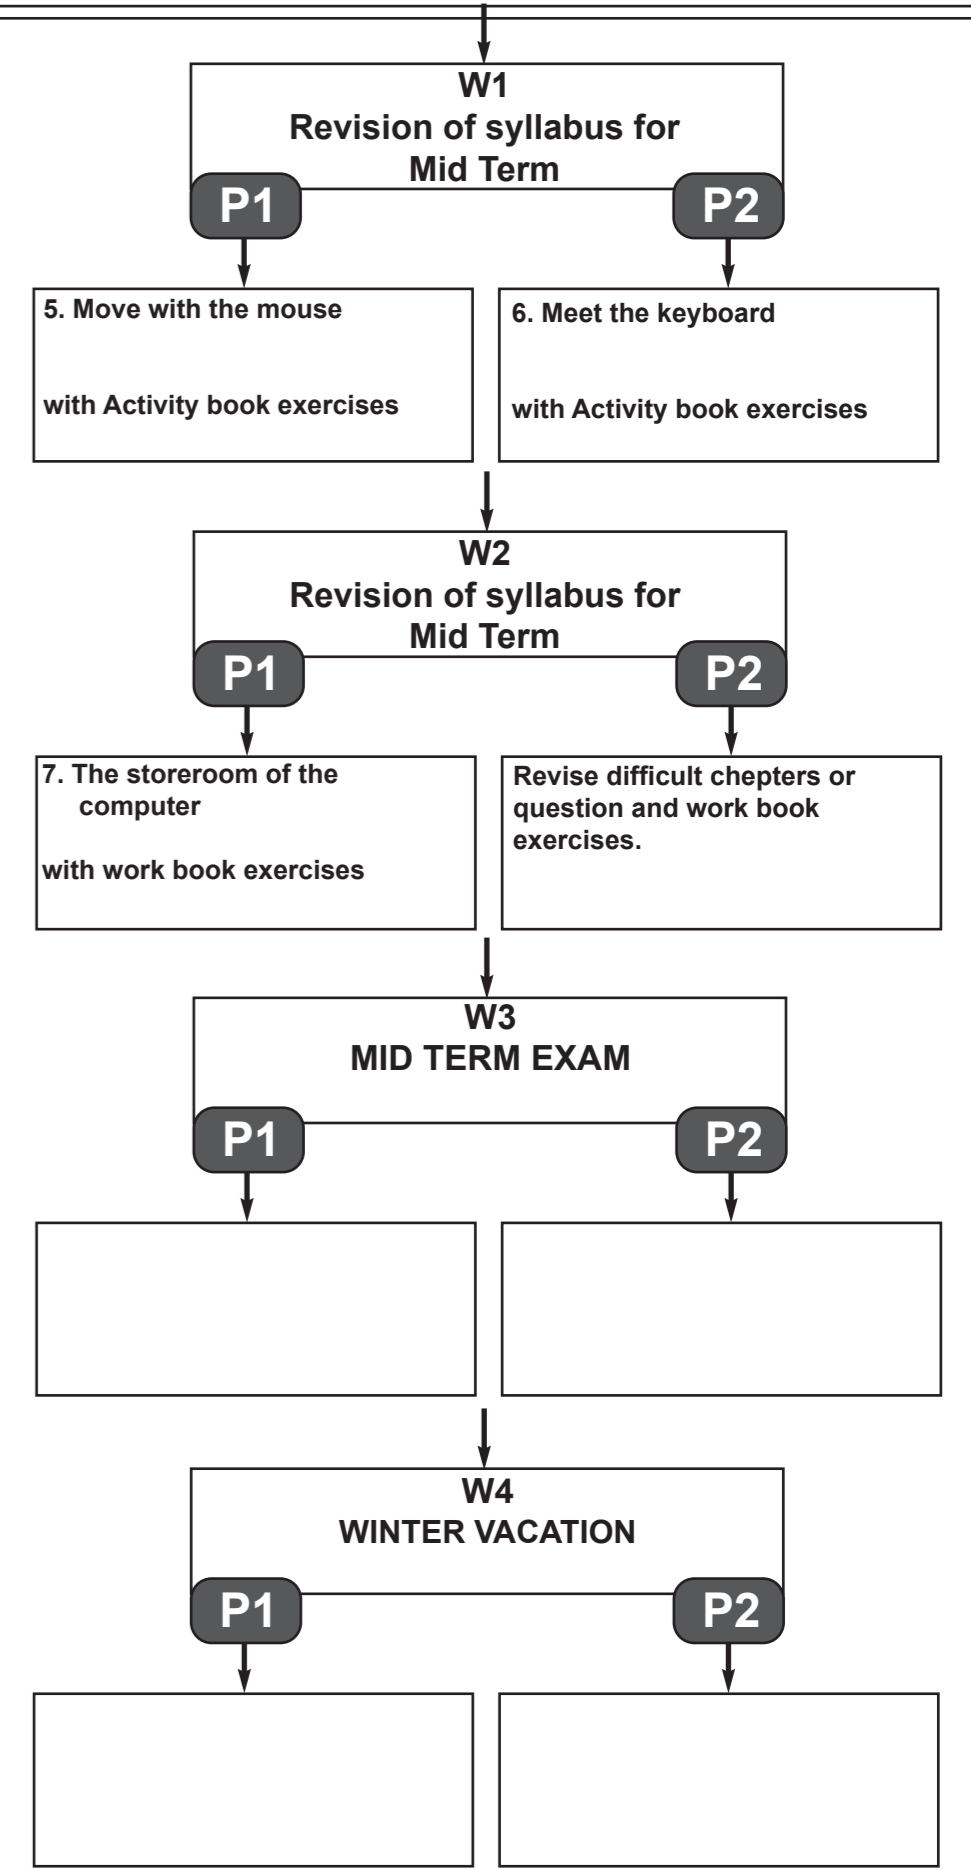 W1
Revision of syllabus for
Mid Term
P1
P2
5. Move with the mouse
with Activity book exercises
6. Meet the keyboard
with Activity book exercises
W2
Revision of syllabus for
Mid Term
P1
P2
7. The storeroom of the
computer
with work book exercises
Revise difficult chepters or
question and work book
exercises.
W3
MID TERM EXAM
P1
P2
W4
WINTER VACATION
P1
P2